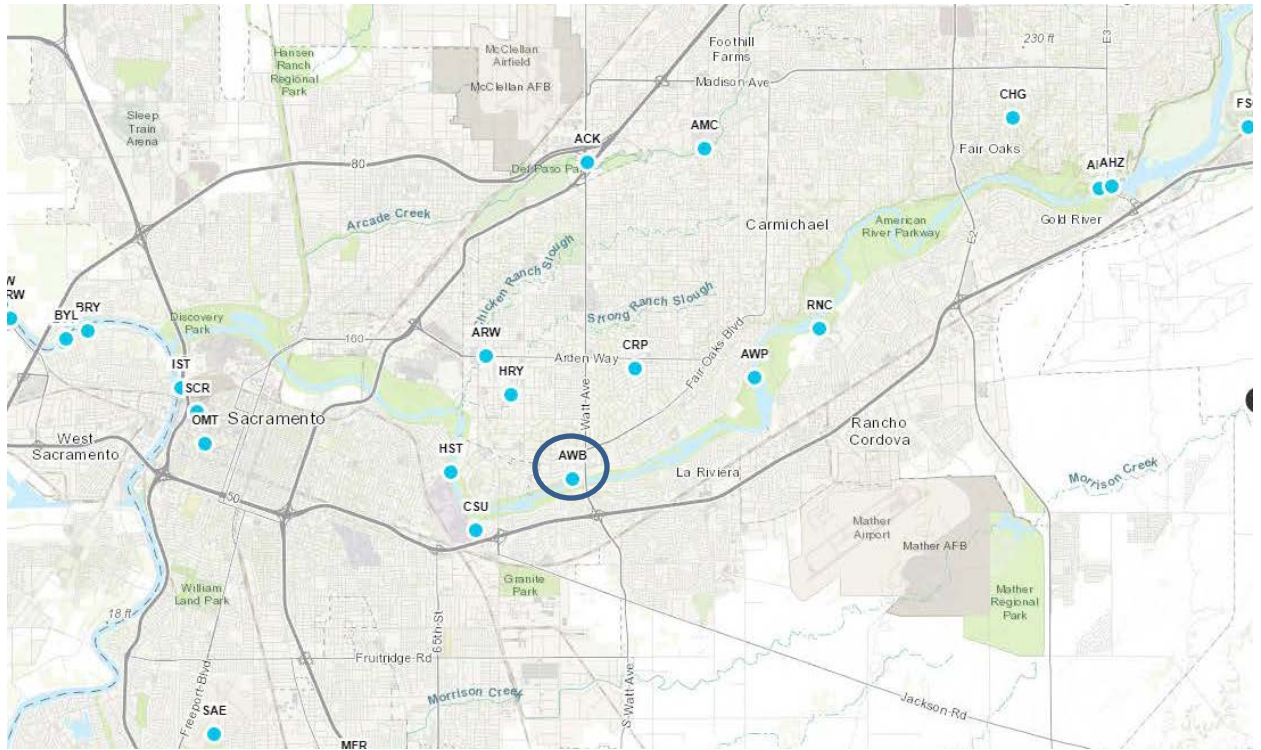 McClellan
Airfield
McClellan AFB
Foothill
Farms
230 ft
E3
Hansen
Ranch
Regional
Park
Madison Ave
CHG
FS
Sleep
Train
Arena
ACK
AMC
Fair Oaks
80
Del Paso Pa
AHZ
Arcade Creek
Carmichael
American
River Parkway
Gold River
E2
Chicken Ranch Slough
Strong Ranch Slough
W
RW
BYL
BRY
Discovery
Park
160
ARW
Arden Way
CRP
RNC
Fair Oaks Blvd
AWP
IST
HRY
SCR
Watt Ave
OMT
Sacramento
Rancho
Cordova
West
Sacramento
HST
AWB
La Riviera
Morrison Creek
50
CSU
Mather
Airport
Mather AFB
Granite
Park
William
Land Park
Mather
Regional
Park
18 ft
65th St
Fruitridge Rd
Freeport Blvd
Morrison Creek
S Watt Ave
Jackson Rd
SAE
MFR